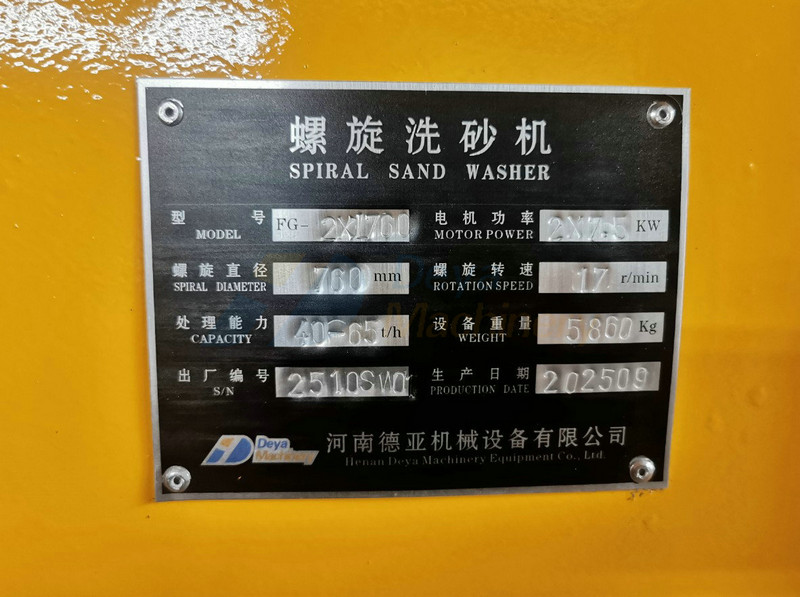 螺旋洗砂机
SPIRAL SAND WASHER
型 号 FG- 2X1700 电机功率 2X7.5 KW
MODEL MOTOR POWER
螺旋直径 760 mm 螺旋转速 17 r/min
SPIRAL DIAMETER ROTATION SPEED
处理能力 40-65 t/h 设备重量 5860 Kg
CAPACITY WEIGHT
出厂编号 2510SW01 生产日期 202509
S/N PRODUCTION DATE
Deya Machinery 河南德亚机械设备有限公司
Henan Deya Machinery Equipment Co., Ltd.
Deya
Machinery